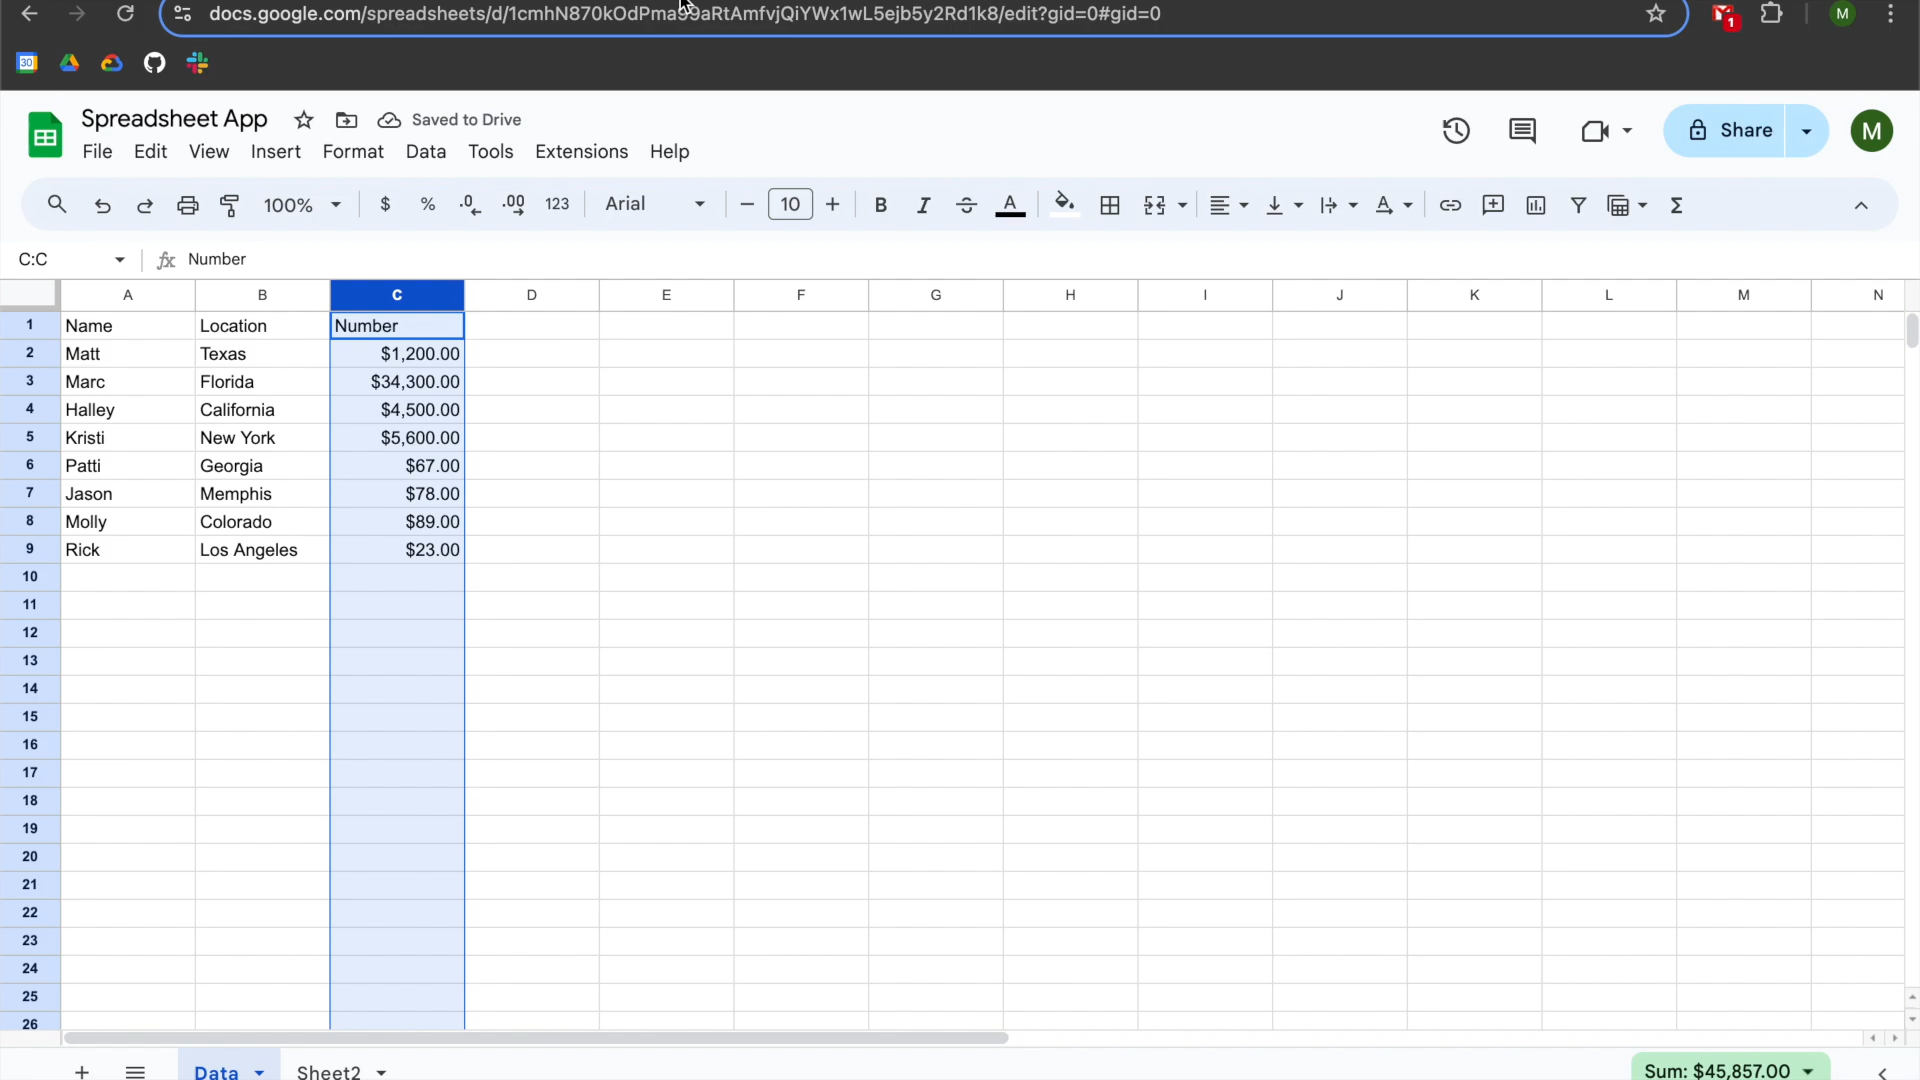 docs.google.com/spreadsheets/d/1cmhN870kOdPma99aRtAmfvjQiYWx1wL5ejb5y2Rd1k8/edit?gid=0#gid=0
1
M
30
Spreadsheet App
Saved to Drive
File Edit View Insert Format Data Tools Extensions Help
Share
M
100%
$ % .0 .00 123
Arial
10
B I S A
C:C
fx Number
A B C D E F G H I J K L M N
1 Name Location Number
2 Matt Texas $1,200.00
3 Marc Florida $34,300.00
4 Halley California $4,500.00
5 Kristi New York $5,600.00
6 Patti Georgia $67.00
7 Jason Memphis $78.00
8 Molly Colorado $89.00
9 Rick Los Angeles $23.00
10
11
12
13
14
15
16
17
18
19
20
21
22
23
24
25
26
Data Sheet2
Sum: $45,857.00